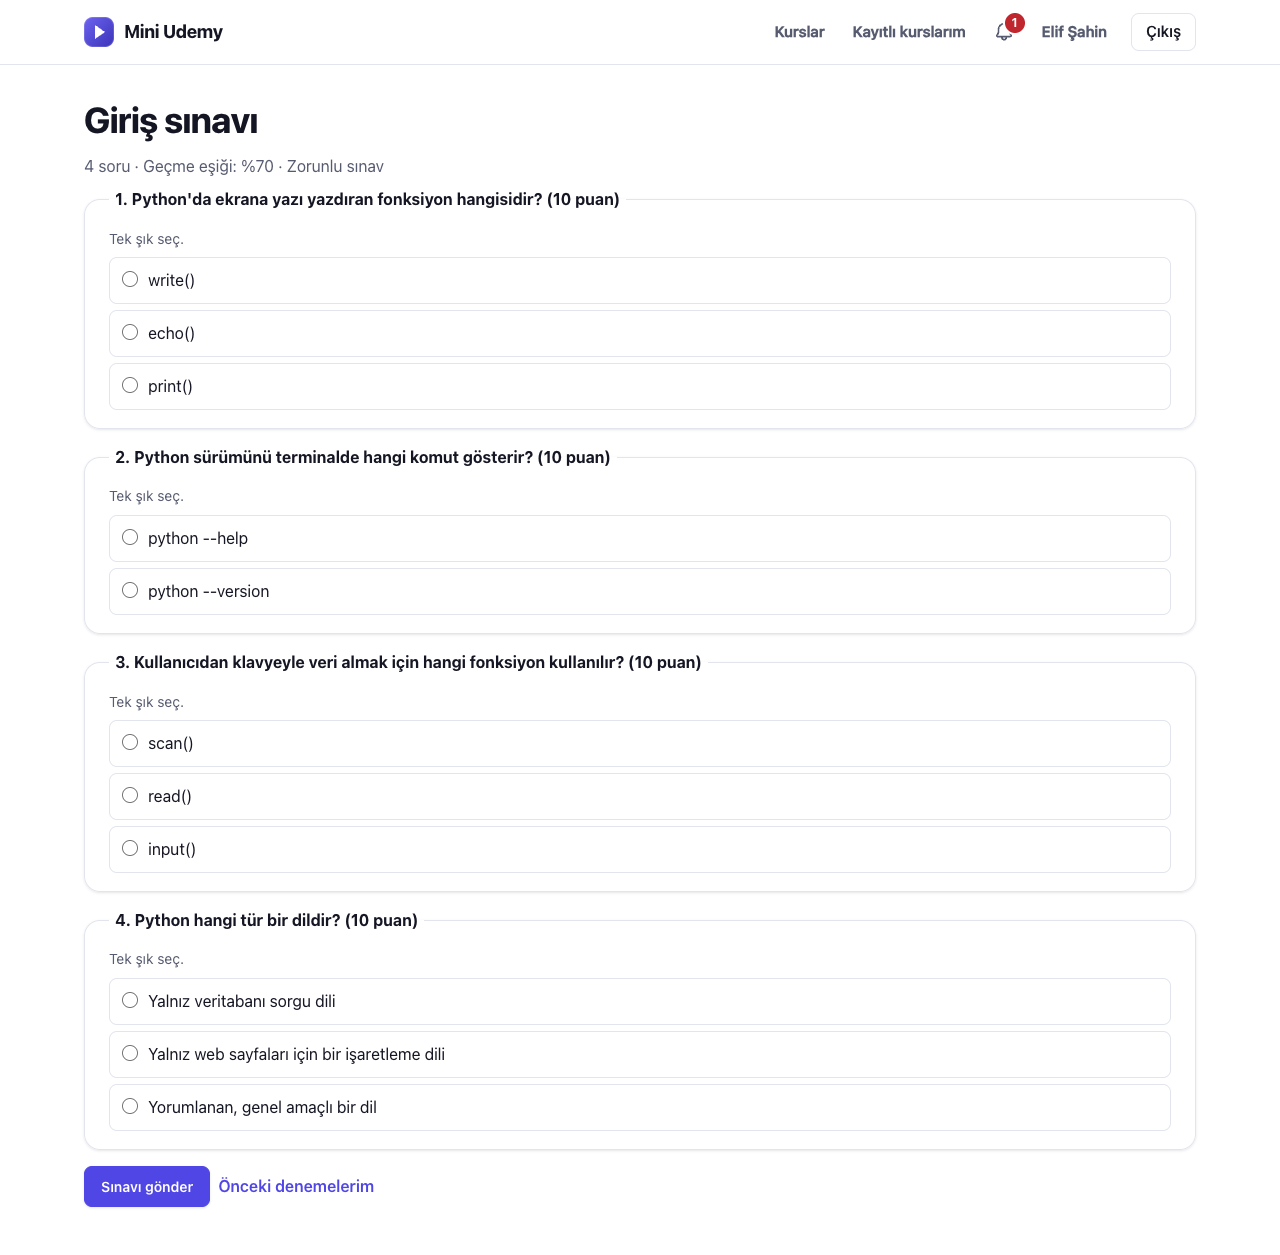 Mini Udemy
Kurslar
Kayıtlı kurslarım
1
Elif Şahin
Çıkış
Giriş sınavı
4 soru · Geçme eşiği: %70 · Zorunlu sınav
1. Python'da ekrana yazı yazdıran fonksiyon hangisidir? (10 puan)
Tek şık seç.
write()
echo()
print()
2. Python sürümünü terminalde hangi komut gösterir? (10 puan)
Tek şık seç.
python --help
python --version
3. Kullanıcıdan klavyeyle veri almak için hangi fonksiyon kullanılır? (10 puan)
Tek şık seç.
scan()
read()
input()
4. Python hangi tür bir dildir? (10 puan)
Tek şık seç.
Yalnız veritabanı sorgu dili
Yalnız web sayfaları için bir işaretleme dili
Yorumlanan, genel amaçlı bir dil
Sınavı gönder
Önceki denemelerim